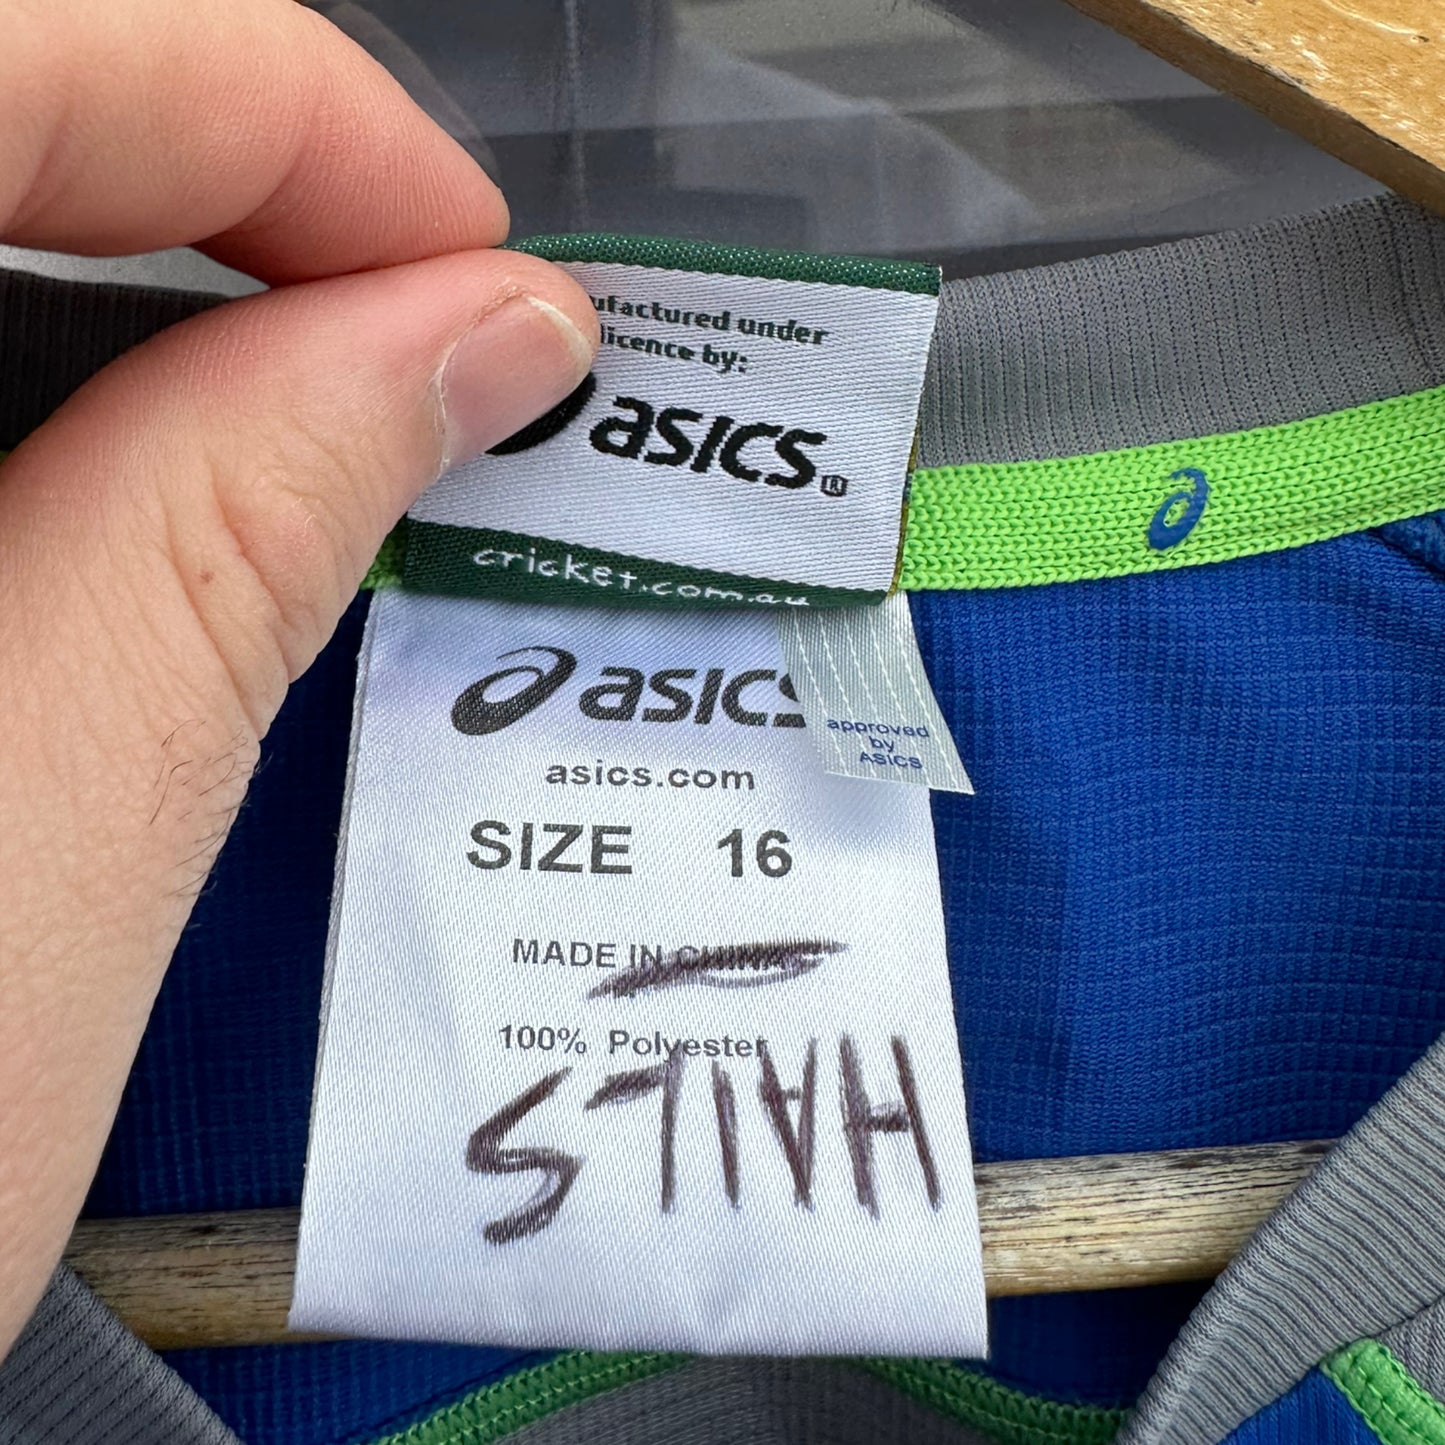 ufactured under
licence by:
asics®
cricket.com.au
asics
approved
by
ASICS
asics.com
SIZE 16
MADE IN CHINA
100% Polyester
HAILS